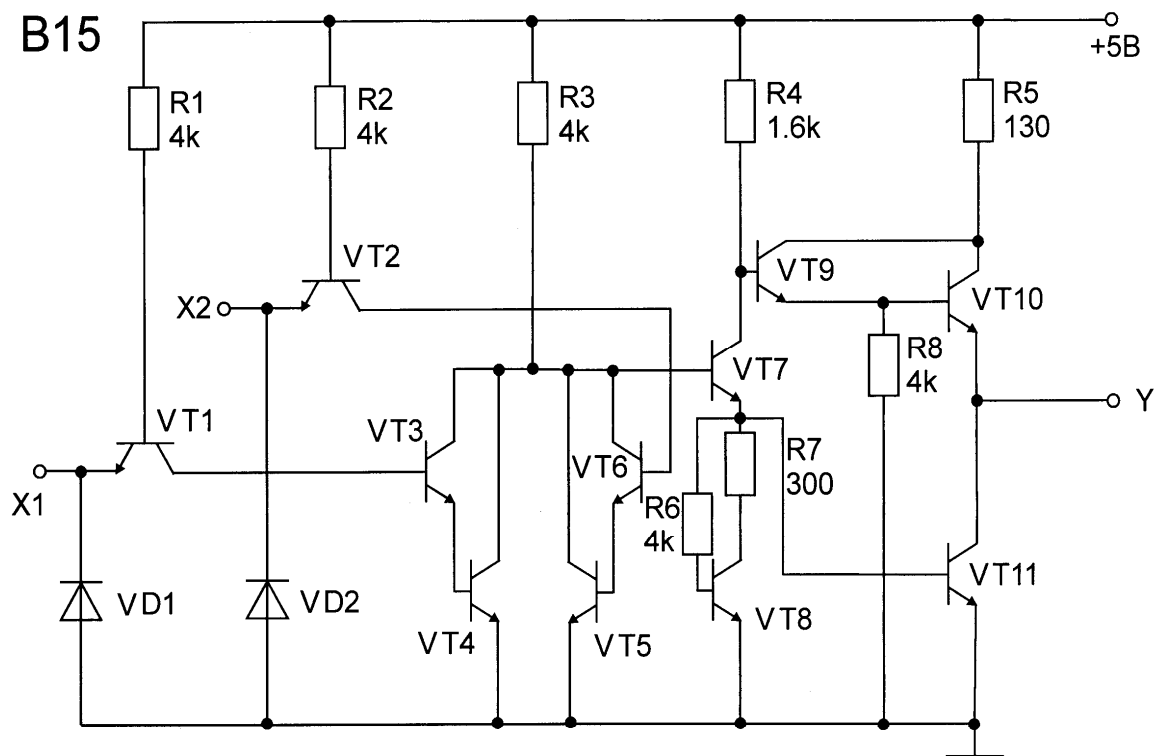 B15
+5В
R1
4k
R2
4k
R3
4k
R4
1.6k
R5
130
VT2
VT9
VT10
X2
R8
4k
VT7
Y
VT1
VT3
VT6
R7
300
X1
R6
4k
VT11
VD1
VD2
VT8
VT4
VT5